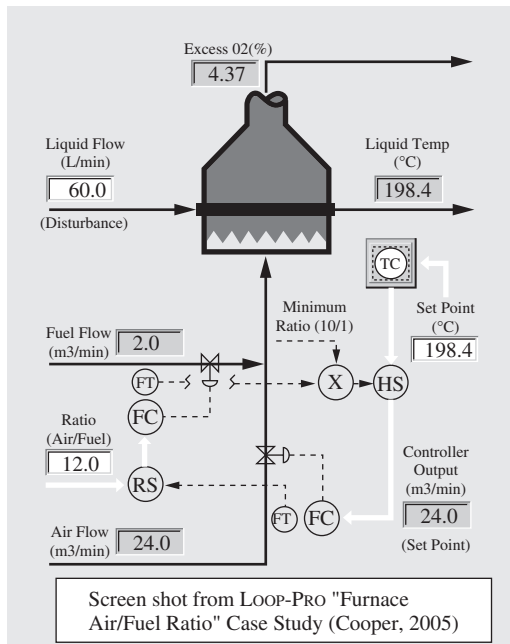 Excess 02(%)
4.37
Liquid Flow
(L/min)
60.0
(Disturbance)
Liquid Temp
(°C)
198.4
TC
Set Point
(°C)
198.4
Minimum
Ratio (10/1)
Fuel Flow
(m3/min)
2.0
FT
X
HS
FC
Ratio
(Air/Fuel)
12.0
RS
Controller
Output
(m3/min)
24.0
(Set Point)
FT
FC
Air Flow
(m3/min)
24.0
Screen shot from LOOP-PRO "Furnace
Air/Fuel Ratio" Case Study (Cooper, 2005)